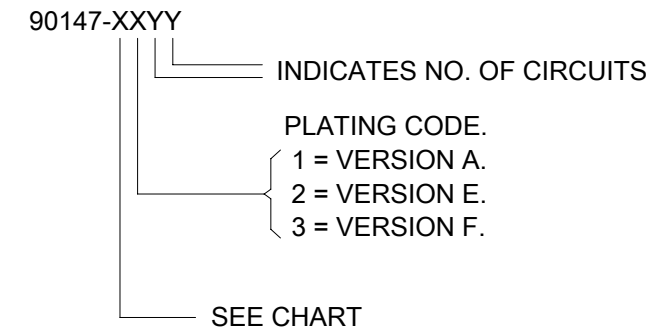 90147-XXYY
INDICATES NO. OF CIRCUITS
PLATING CODE.
1 = VERSION A.
2 = VERSION E.
3 = VERSION F.
SEE CHART